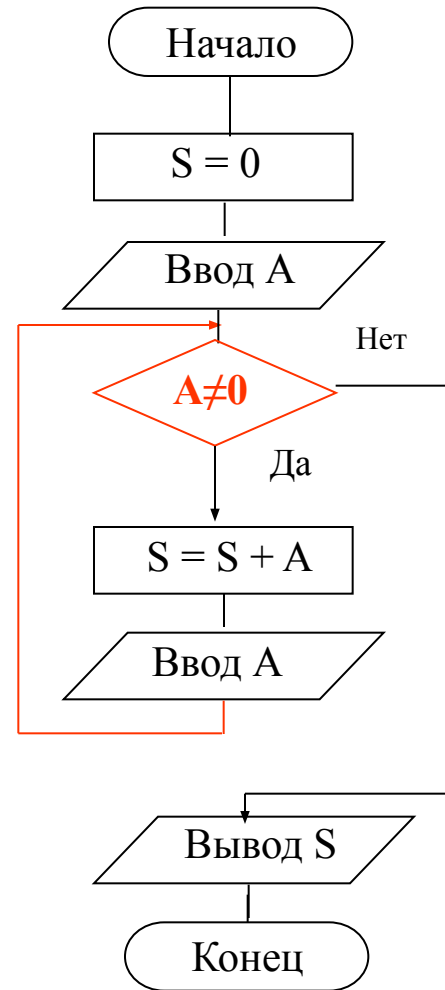 Начало
S = 0
Ввод A
Нет
A≠0
Да
S = S + A
Ввод A
Вывод S
Конец